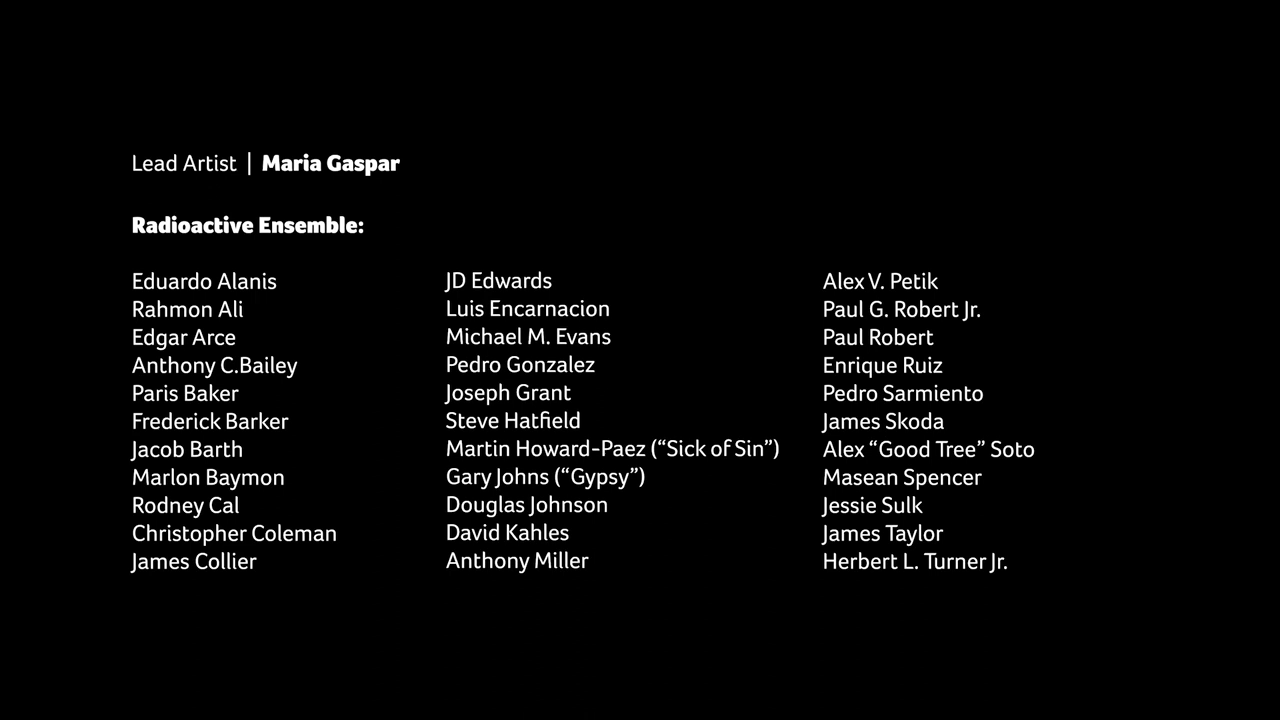 Lead Artist | Maria Gaspar
Radioactive Ensemble:
Eduardo Alanis
Rahmon Ali
Edgar Arce
Anthony C.Bailey
Paris Baker
Frederick Barker
Jacob Barth
Marlon Baymon
Rodney Cal
Christopher Coleman
James Collier
JD Edwards
Luis Encarnacion
Michael M. Evans
Pedro Gonzalez
Joseph Grant
Steve Hatfield
Martin Howard-Paez (“Sick of Sin”)
Gary Johns (“Gypsy”)
Douglas Johnson
David Kahles
Anthony Miller
Alex V. Petik
Paul G. Robert Jr.
Paul Robert
Enrique Ruiz
Pedro Sarmiento
James Skoda
Alex “Good Tree” Soto
Masean Spencer
Jessie Sulk
James Taylor
Herbert L. Turner Jr.